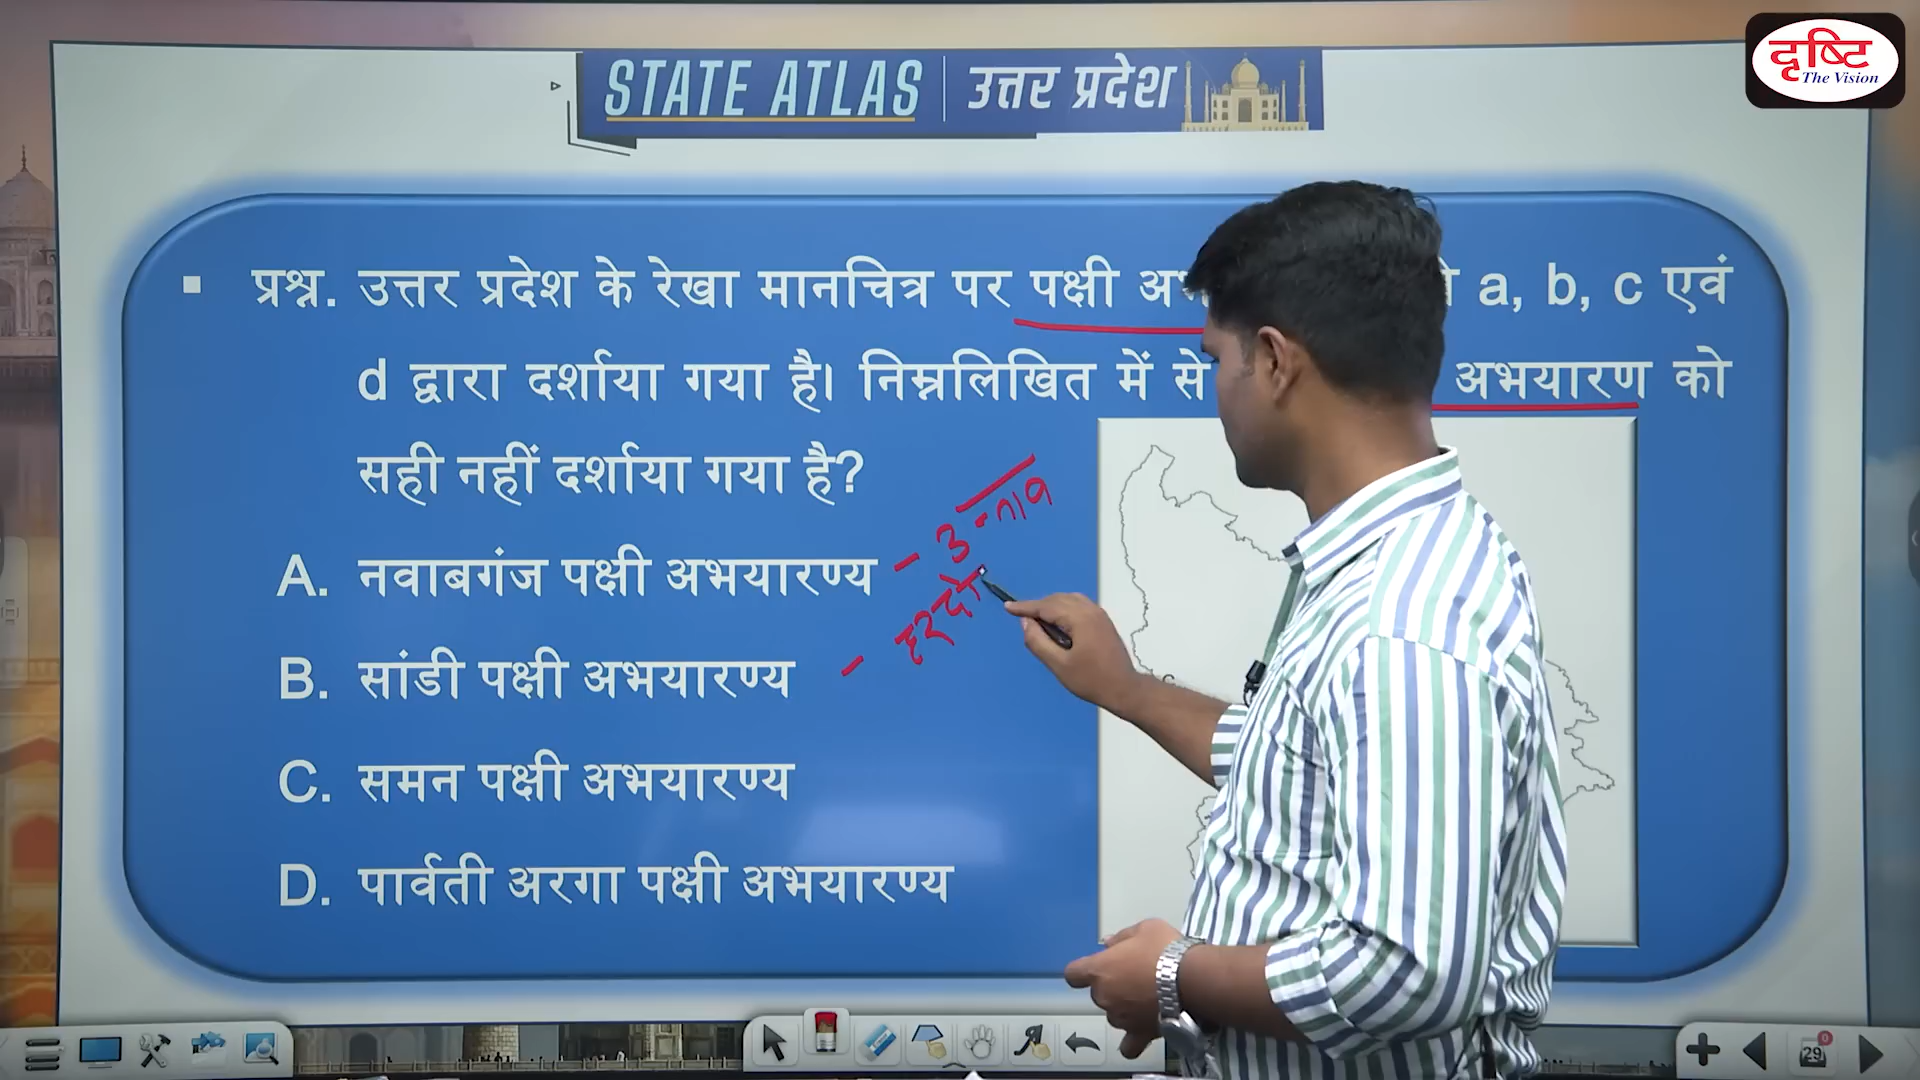 दृष्टि
The Vision
STATE ATLAS उत्तर प्रदेश
प्रश्न. उत्तर प्रदेश के रेखा मानचित्र पर पक्षी a, b, c एवं
d द्वारा दर्शाया गया है। निम्नलिखित में से अभयारण को
सही नहीं दर्शाया गया है?
A. नवाबगंज पक्षी अभयारण्य - उन्नाव
B. सांडी पक्षी अभयारण्य - हरदो
C. समन पक्षी अभयारण्य
D. पार्वती अरगा पक्षी अभयारण्य
29
0